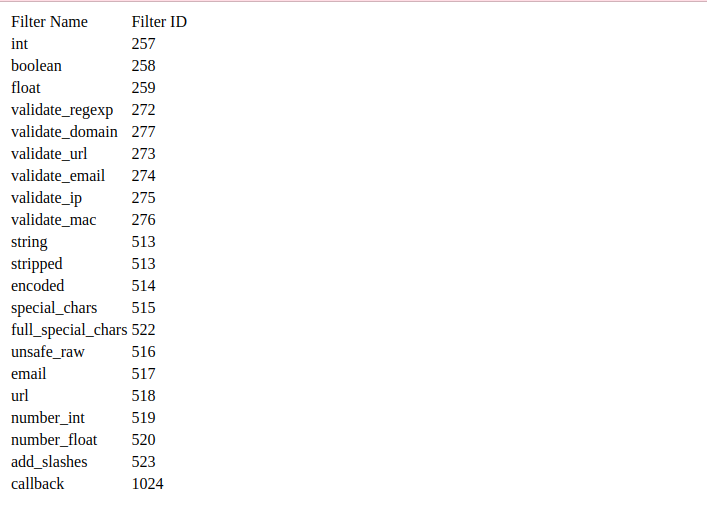 Filter Name Filter ID
int 257
boolean 258
float 259
validate_regexp 272
validate_domain 277
validate_url 273
validate_email 274
validate_ip 275
validate_mac 276
string 513
stripped 513
encoded 514
special_chars 515
full_special_chars 522
unsafe_raw 516
email 517
url 518
number_int 519
number_float 520
add_slashes 523
callback 1024